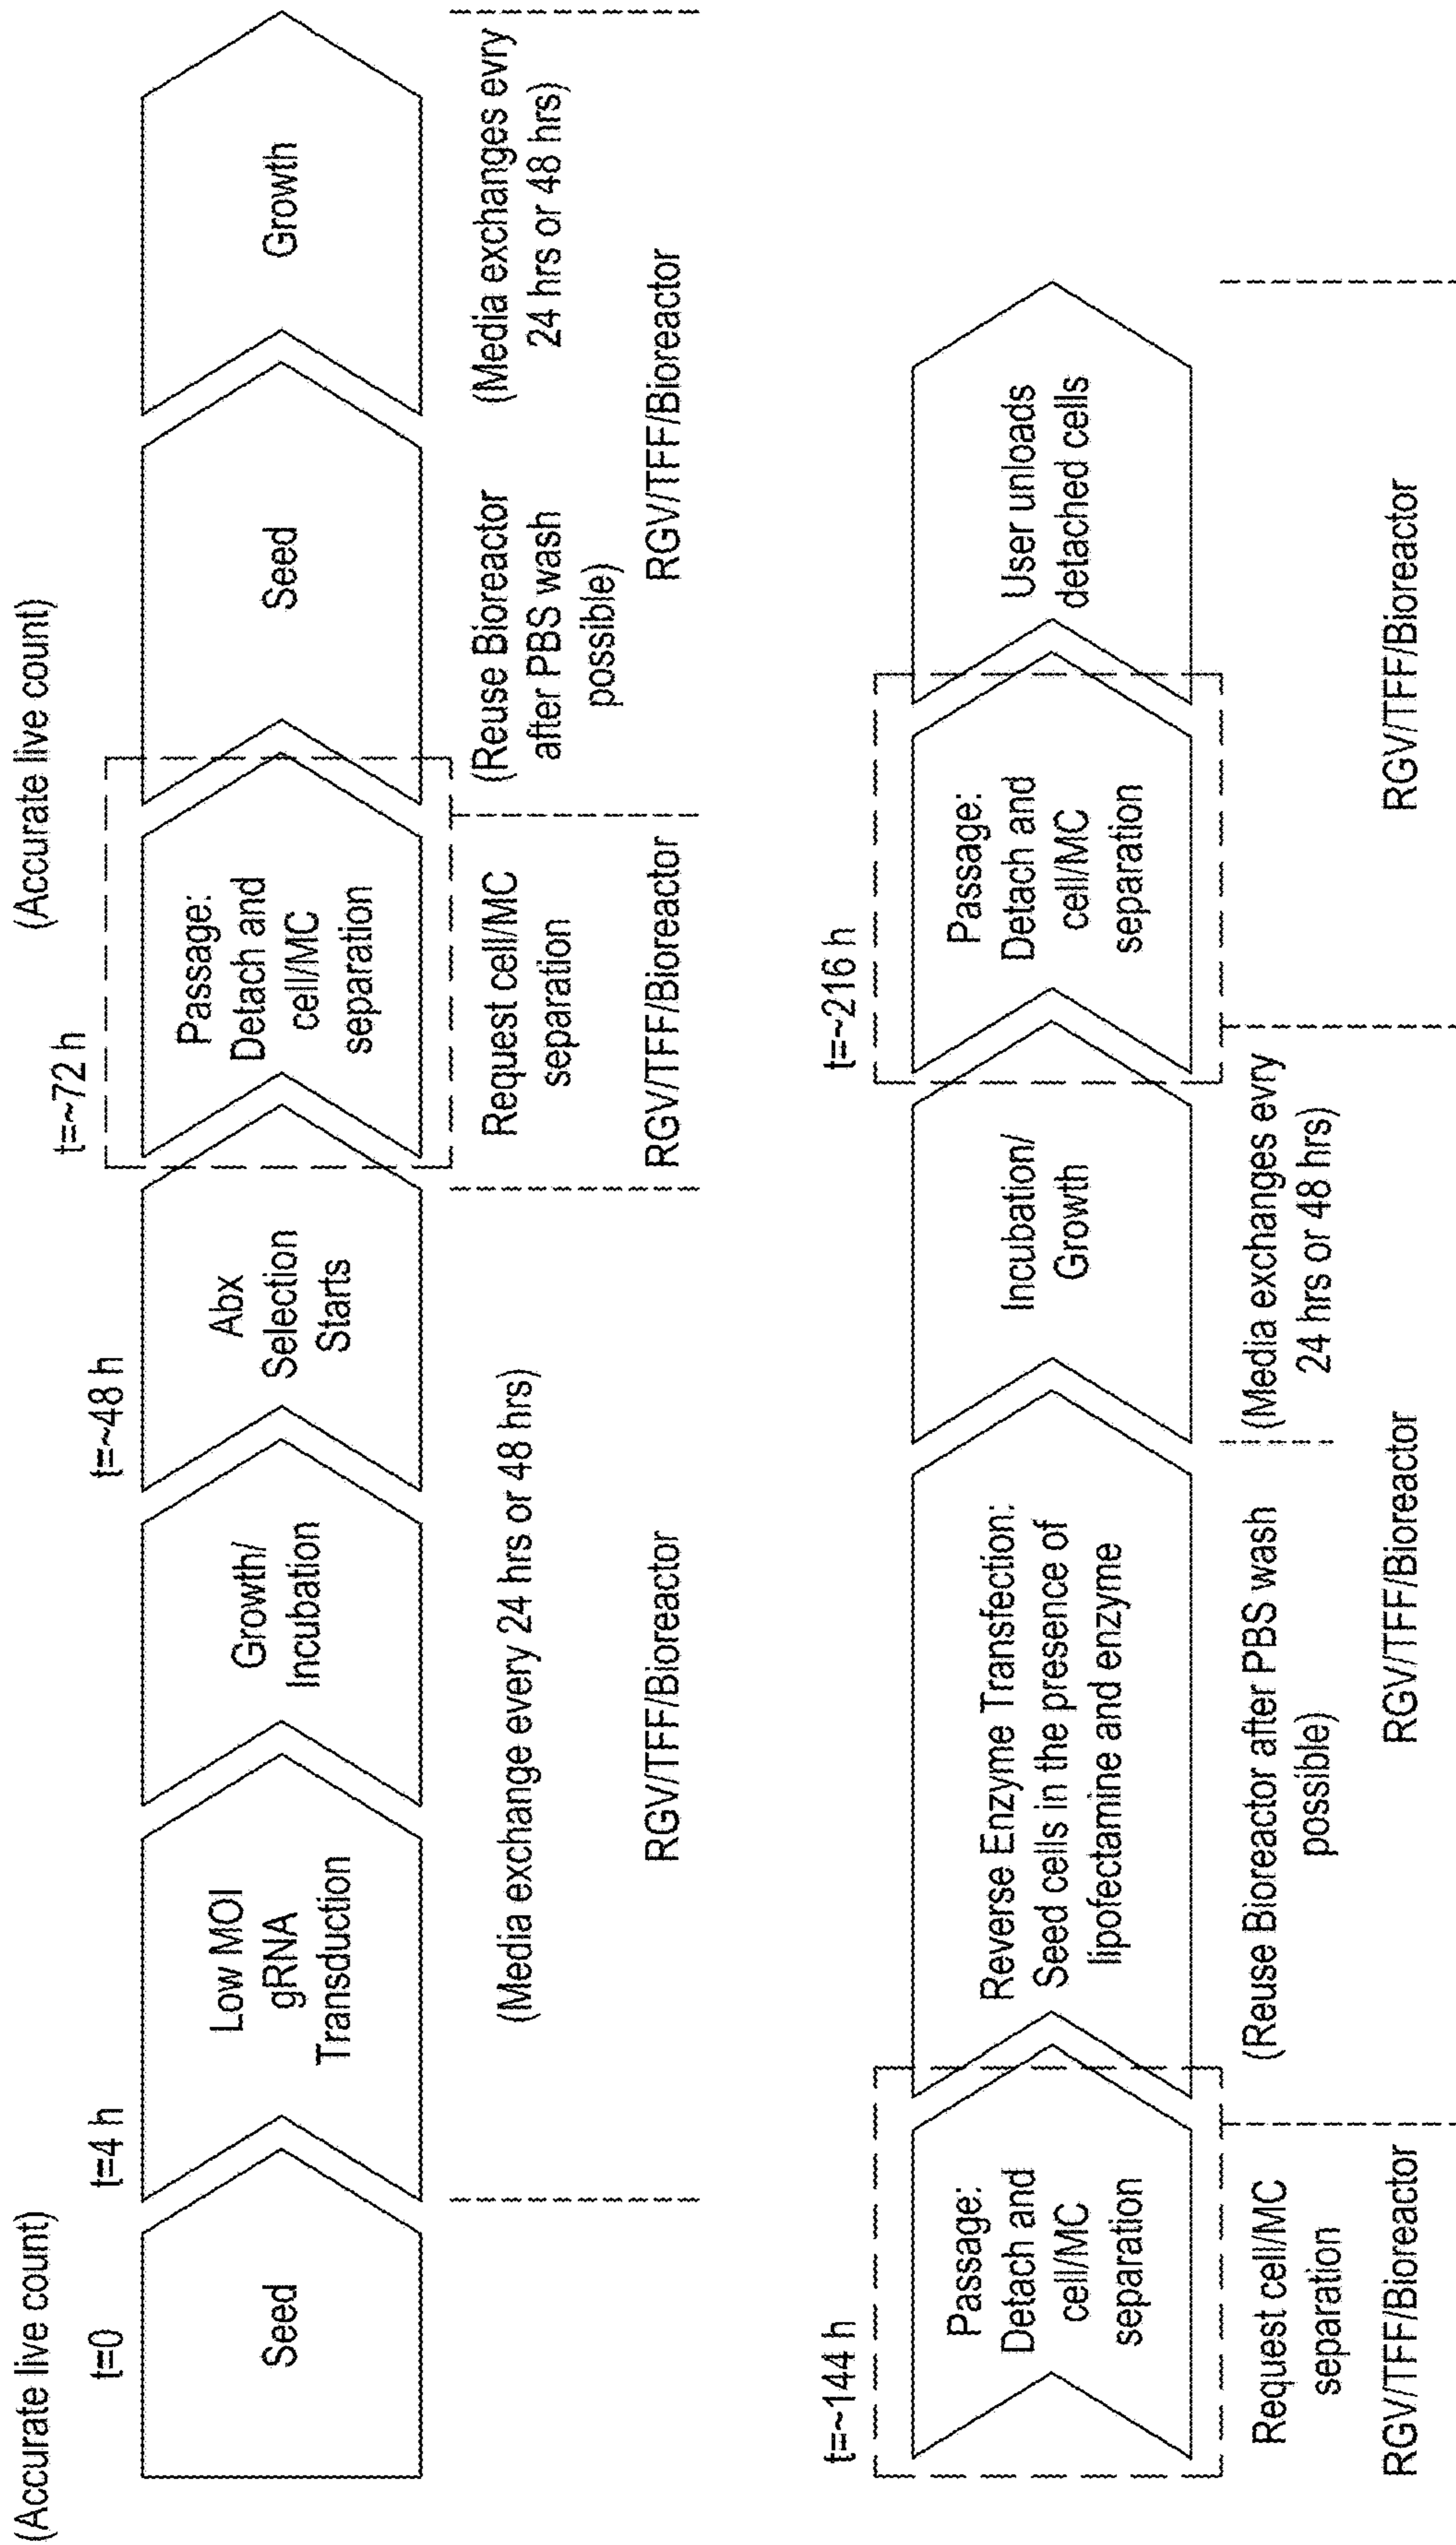 (Accurate live count)
(Accurate live count)
t=0
t=4 h
t=~48 h
t=~72 h
Seed
Low MOI
gRNA
Transduction
Growth/
Incubation
Abx
Selection
Starts
Passage:
Detach and
cell/MC
separation
Seed
Growth
(Media exchange every 24 hrs or 48 hrs)
RGV/TFF/Bioreactor
Request cell/MC
separation
RGV/TFF/Bioreactor
(Reuse Bioreactor
after PBS wash
possible)
(Media exchanges evry
24 hrs or 48 hrs)
RGV/TFF/Bioreactor
t=~144 h
t=~216 h
Passage:
Detach and
cell/MC
separation
Reverse Enzyme Transfection:
Seed cells in the presence of
lipofectamine and enzyme
Incubation/
Growth
Passage:
Detach and
cell/MC
separation
User unloads
detached cells
Request cell/MC
separation
RGV/TFF/Bioreactor
(Reuse Bioreactor after PBS wash
possible)
(Media exchanges evry
24 hrs or 48 hrs)
RGV/TFF/Bioreactor
RGV/TFF/Bioreactor